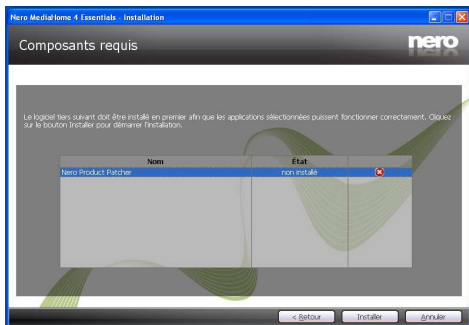 Nero MediaHome 4 Essentials - Installation
Composants requis
nero
Le logiciel tiers suivant doit être installé en premier afin que les applications sélectionnées puissent fonctionner correctement. Cliquez
sur le bouton Installer pour démarrer l'installation.
Nom État
Nero Product Patcher non installé
< Retour Installer Annuler